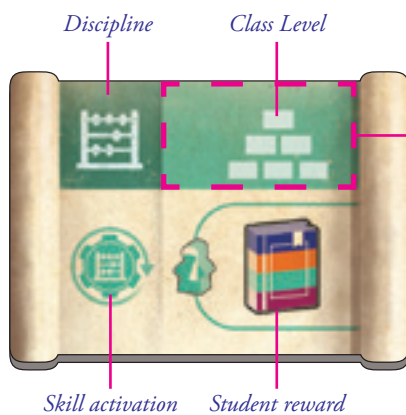 Discipline
Class Level
Skill activation
Student reward